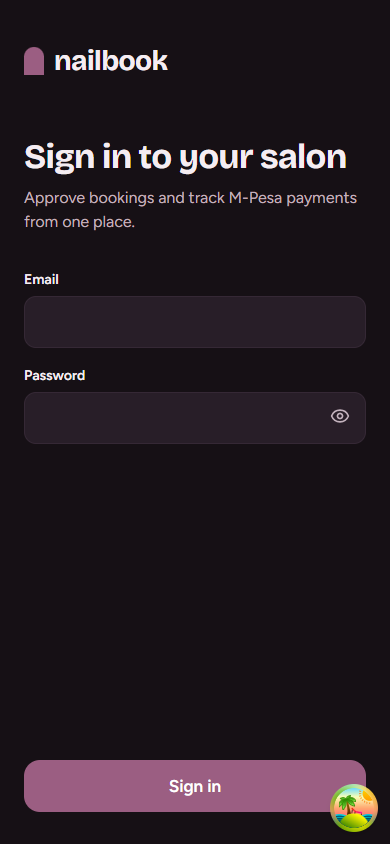 nailbook
Sign in to your salon
Approve bookings and track M-Pesa payments
from one place.
Email
Password
Sign in